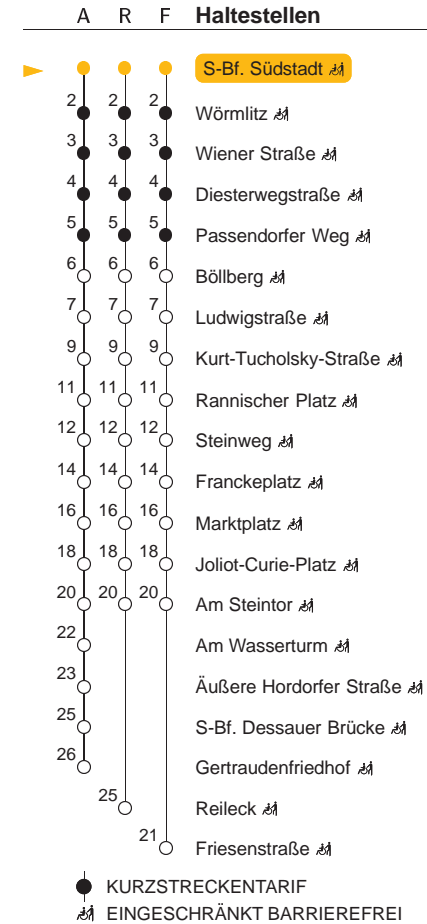 A R F Haltestellen
S-Bf. Südstadt
2 2 2 Wörmlitz
3 3 3 Wiener Straße
4 4 4 Diesterwegstraße
5 5 5 Passendorfer Weg
6 6 6 Böllberg
7 7 7 Ludwigstraße
9 9 9 Kurt-Tucholsky-Straße
11 11 11 Rannischer Platz
12 12 12 Steinweg
14 14 14 Franckeplatz
16 16 16 Marktplatz
18 18 18 Joliot-Curie-Platz
20 20 20 Am Steintor
22 Am Wasserturm
23 Äußere Hordorfer Straße
25 S-Bf. Dessauer Brücke
26 Gertraudenfriedhof
25 Reileck
21 Friesenstraße
KURZSTRECKENTARIF
EINGESCHRÄNKT BARRIEREFREI